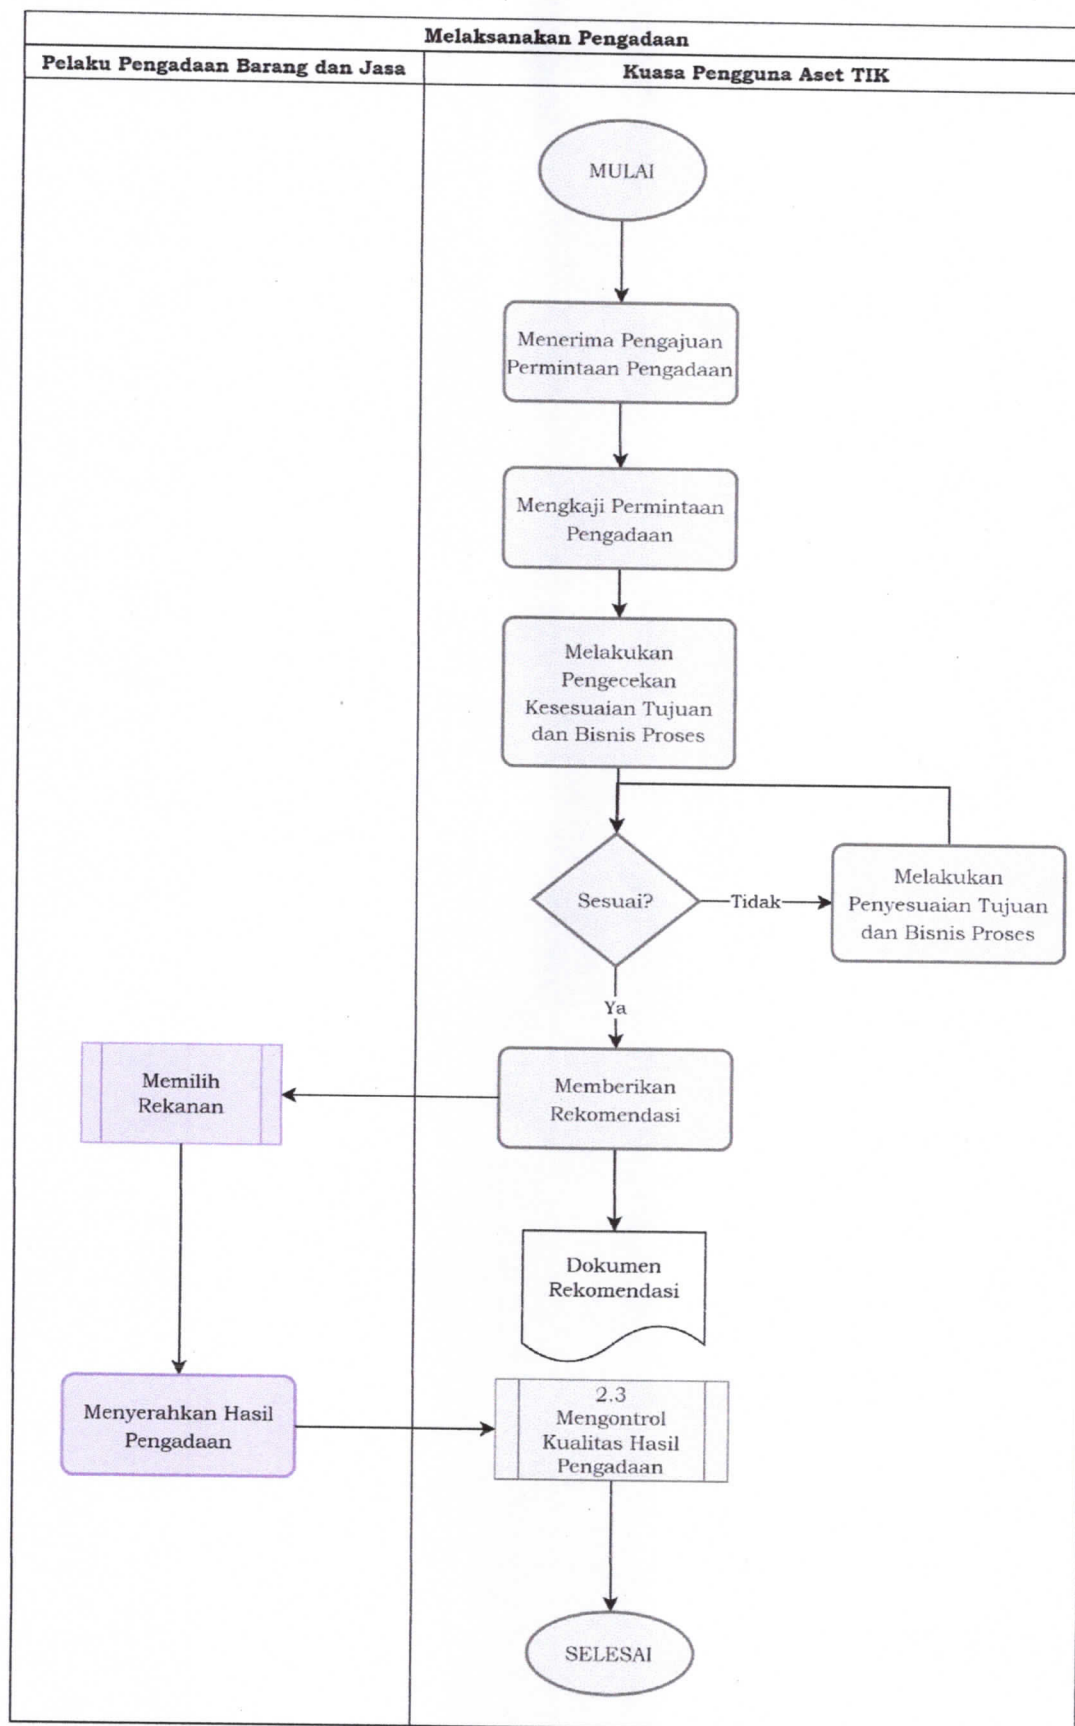 Melaksanakan Pengadaan
Pelaku Pengadaan Barang dan Jasa
Kuasa Pengguna Aset TIK
MULAI
Menerima Pengajuan
Permintaan Pengadaan
Mengkaji Permintaan
Pengadaan
Melakukan
Pengecekan
Kesesuaian Tujuan
dan Bisnis Proses
Sesuai?
Tidak
Melakukan
Penyesuaian Tujuan
dan Bisnis Proses
Ya
Memberikan
Rekomendasi
Memilih
Rekanan
Dokumen
Rekomendasi
Menyerahkan Hasil
Pengadaan
2.3
Mengontrol
Kualitas Hasil
Pengadaan
SELESAI